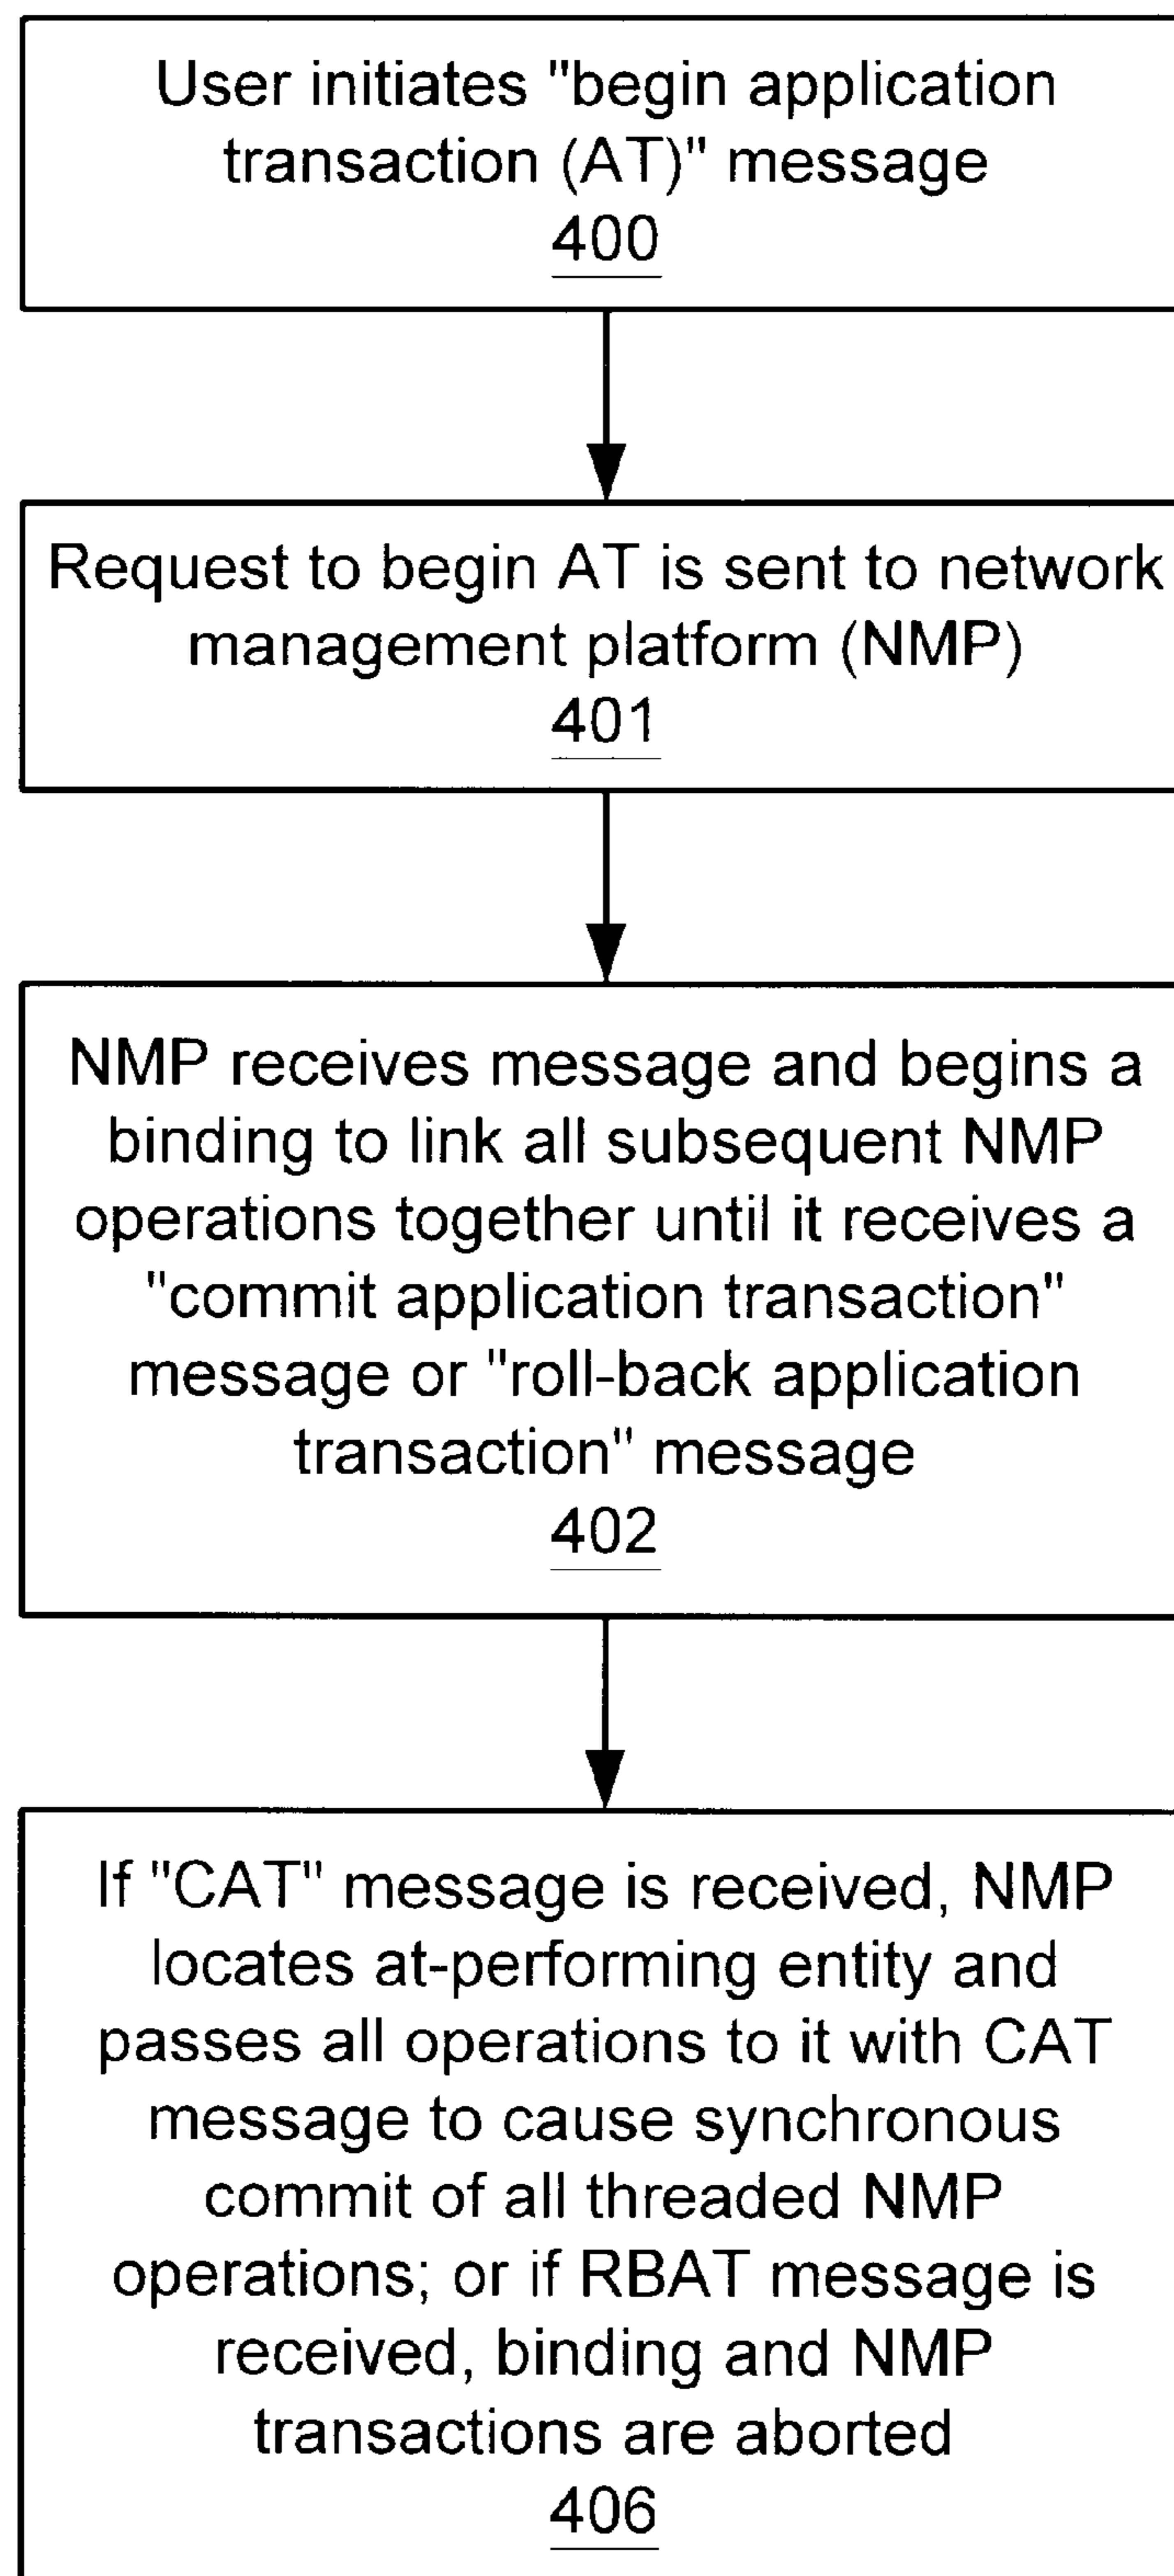 User initiates "begin application
transaction (AT)" message
400
Request to begin AT is sent to network
management platform (NMP)
401
NMP receives message and begins a
binding to link all subsequent NMP
operations together until it receives a
"commit application transaction"
message or "roll-back application
transaction" message
402
If "CAT" message is received, NMP
locates at-performing entity and
passes all operations to it with CAT
message to cause synchronous
commit of all threaded NMP
operations; or if RBAT message is
received, binding and NMP
transactions are aborted
406